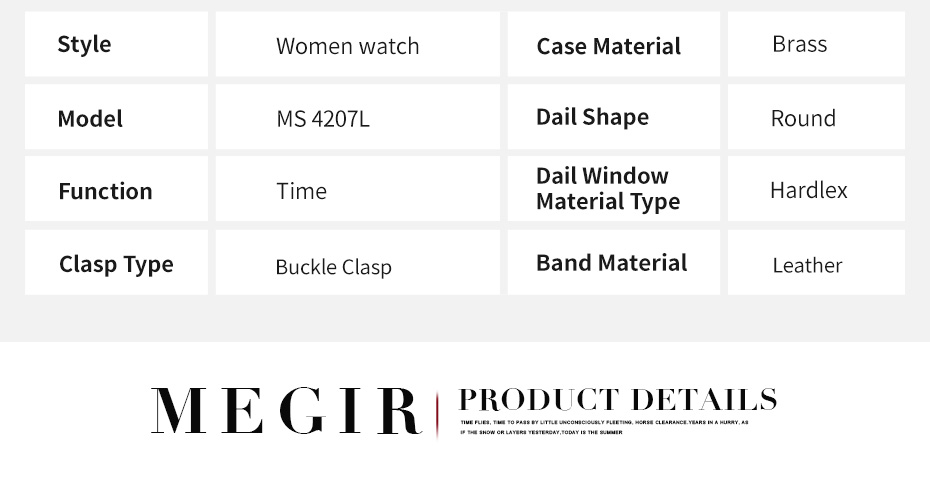 Style Women watch Case Material Brass
Model MS 4207L Dail Shape Round
Function Time Dail Window
Material Type Hardlex
Clasp Type Buckle Clasp Band Material Leather
MEGIR PRODUCT DETAILS
TIME FLIES, TIME TO PASS BY LITTLE UNCONSCIOUSLY FLEETING, HORSE CLEARANCE.YEARS IN A HURRY, AS
IF THE SNOW OR LAYERS YESTERDAY,TODAY IS THE SUMMER